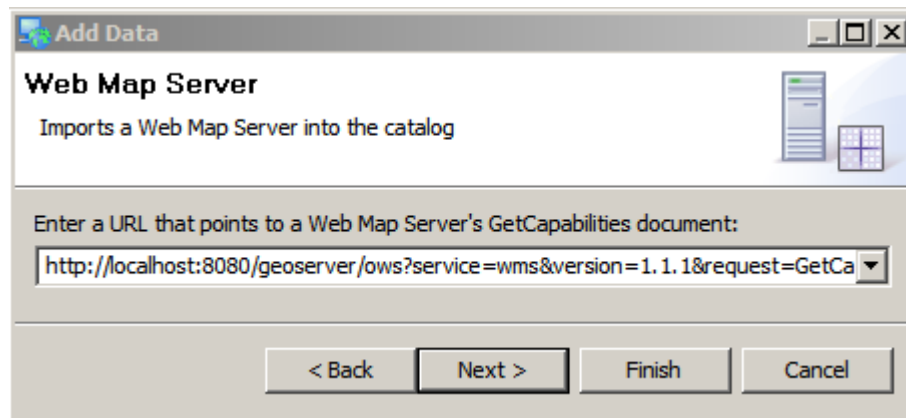 Add Data
Web Map Server
Imports a Web Map Server into the catalog
Enter a URL that points to a Web Map Server's GetCapabilities document:
http://localhost:8080/geoserver/ows?service=wms&version=1.1.1&request=GetCa
< Back Next > Finish Cancel